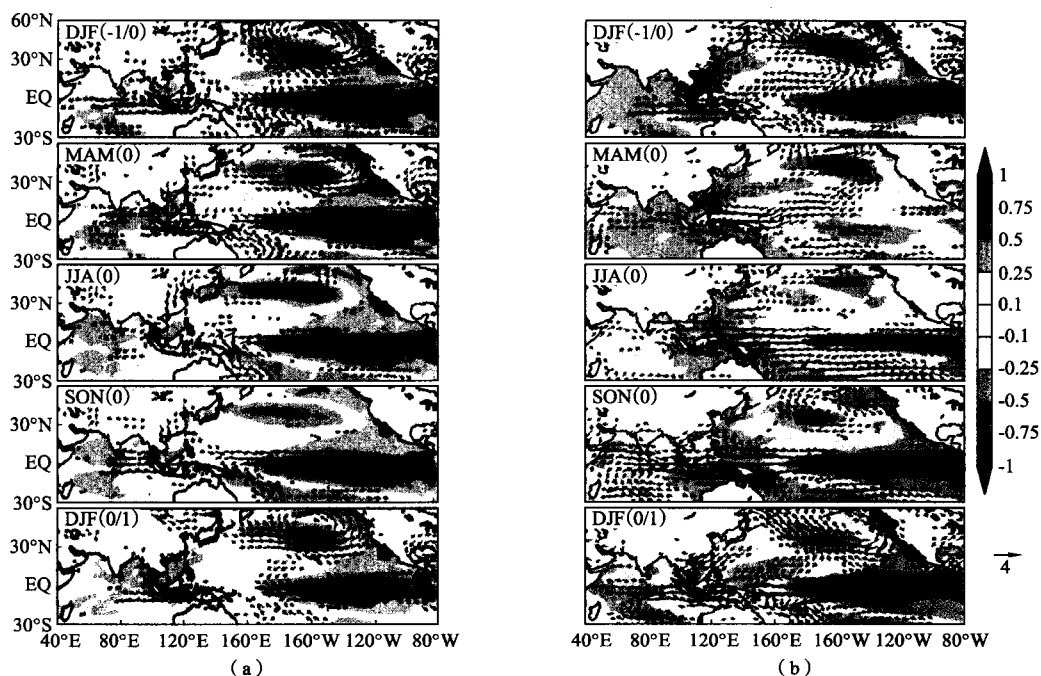 60°N
DJF(-1/0)
30°N
EQ
30°S
MAM(0)
30°N
EQ
30°S
JJA(0)
30°N
EQ
30°S
SON(0)
30°N
EQ
30°S
DJF(0/1)
30°N
EQ
30°S
40°E 80°E 120°E 160°E 160°W 120°W 80°W
(a)
DJF(-1/0)
MAM(0)
JJA(0)
SON(0)
DJF(0/1)
40°E 80°E 120°E 160°E 160°W 120°W 80°W
(b)
1
0.75
0.5
0.25
0.1
-0.1
-0.25
-0.5
-0.75
-1
4